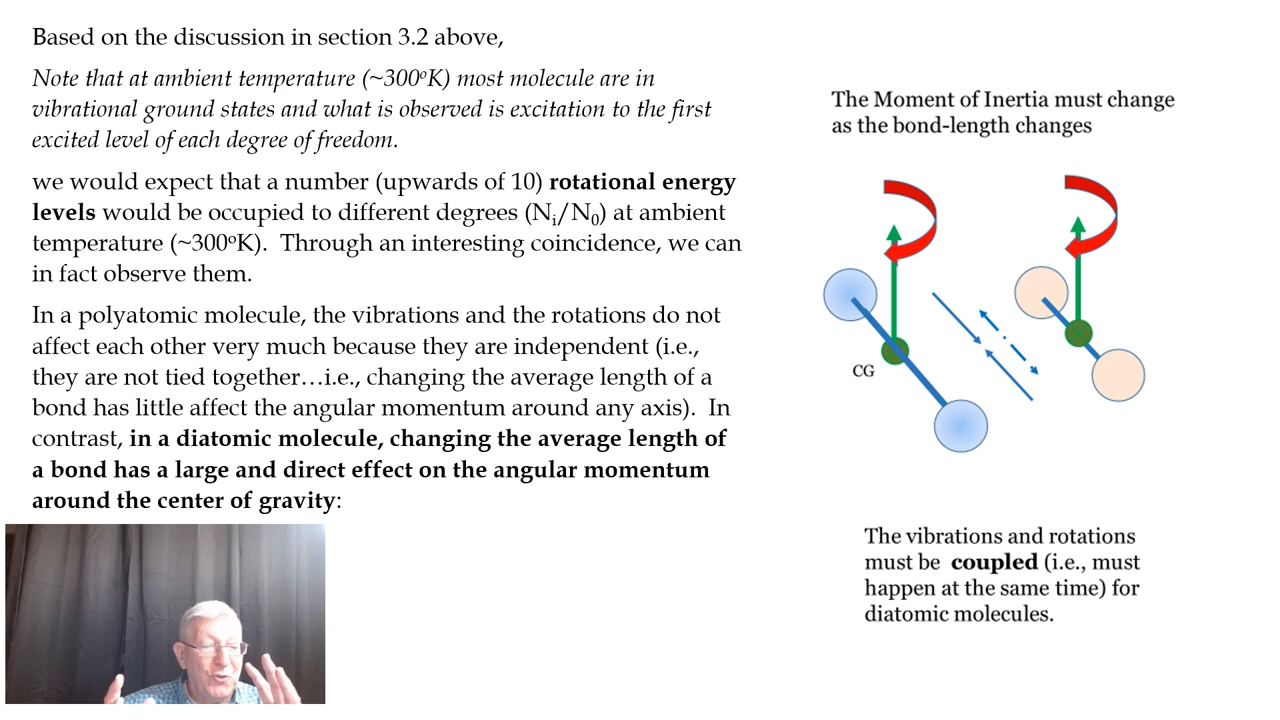 Based on the discussion in section 3.2 above,
Note that at ambient temperature (~300ºK) most molecule are in
vibrational ground states and what is observed is excitation to the first
excited level of each degree of freedom.
we would expect that a number (upwards of 10) rotational energy
levels would be occupied to different degrees (Nᵢ/N₀) at ambient
temperature (~300ºK). Through an interesting coincidence, we can
in fact observe them.
In a polyatomic molecule, the vibrations and the rotations do not
affect each other very much because they are independent (i.e.,
they are not tied together…i.e., changing the average length of a
bond has little affect the angular momentum around any axis). In
contrast, in a diatomic molecule, changing the average length of
a bond has a large and direct effect on the angular momentum
around the center of gravity:
The Moment of Inertia must change
as the bond-length changes
CG
The vibrations and rotations
must be coupled (i.e., must
happen at the same time) for
diatomic molecules.